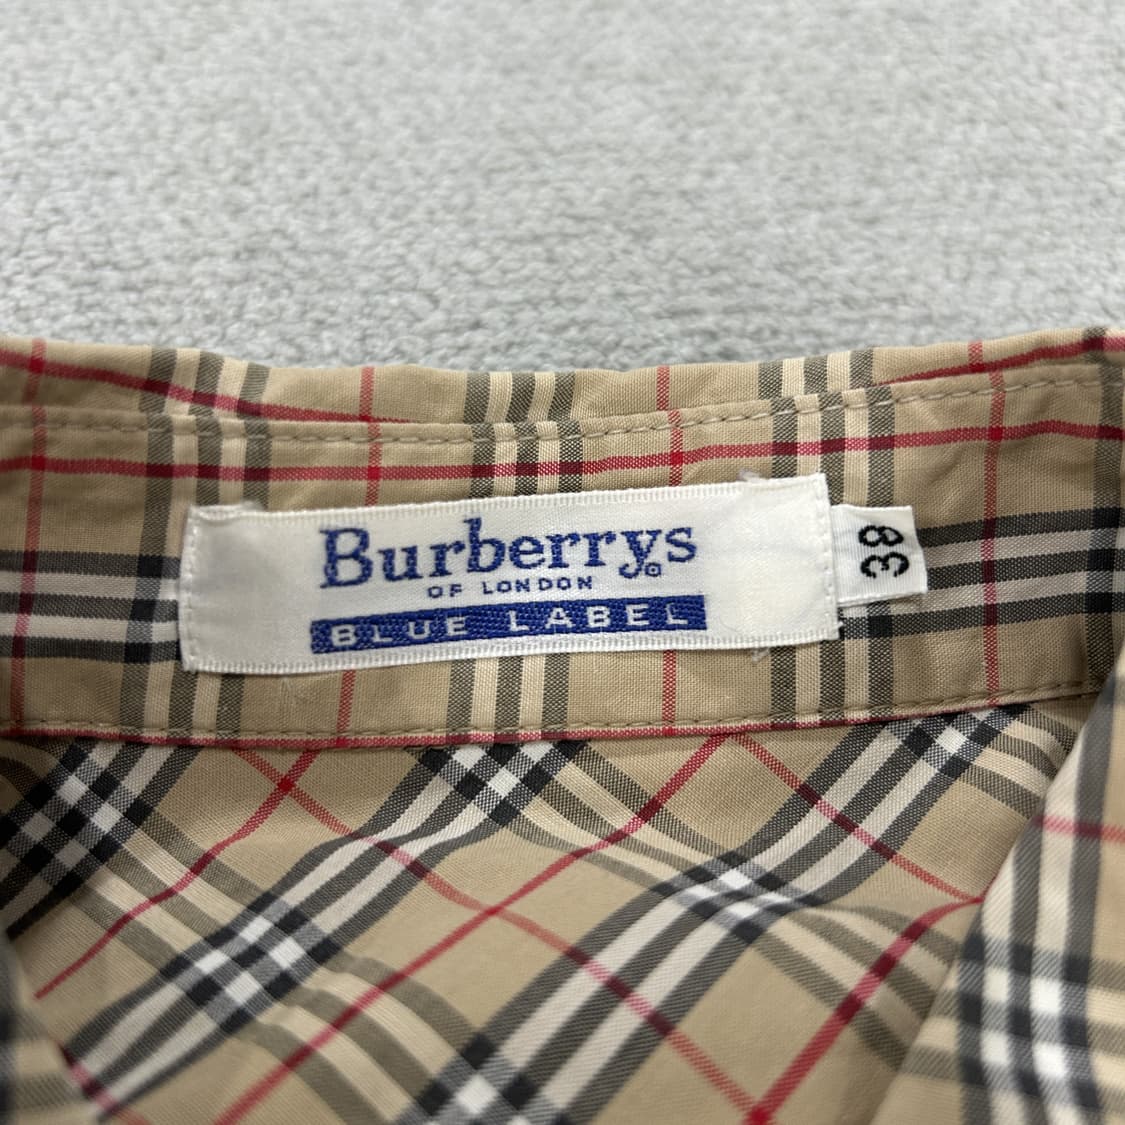 Burberrys
OF LONDON
BLUE LABEL
38